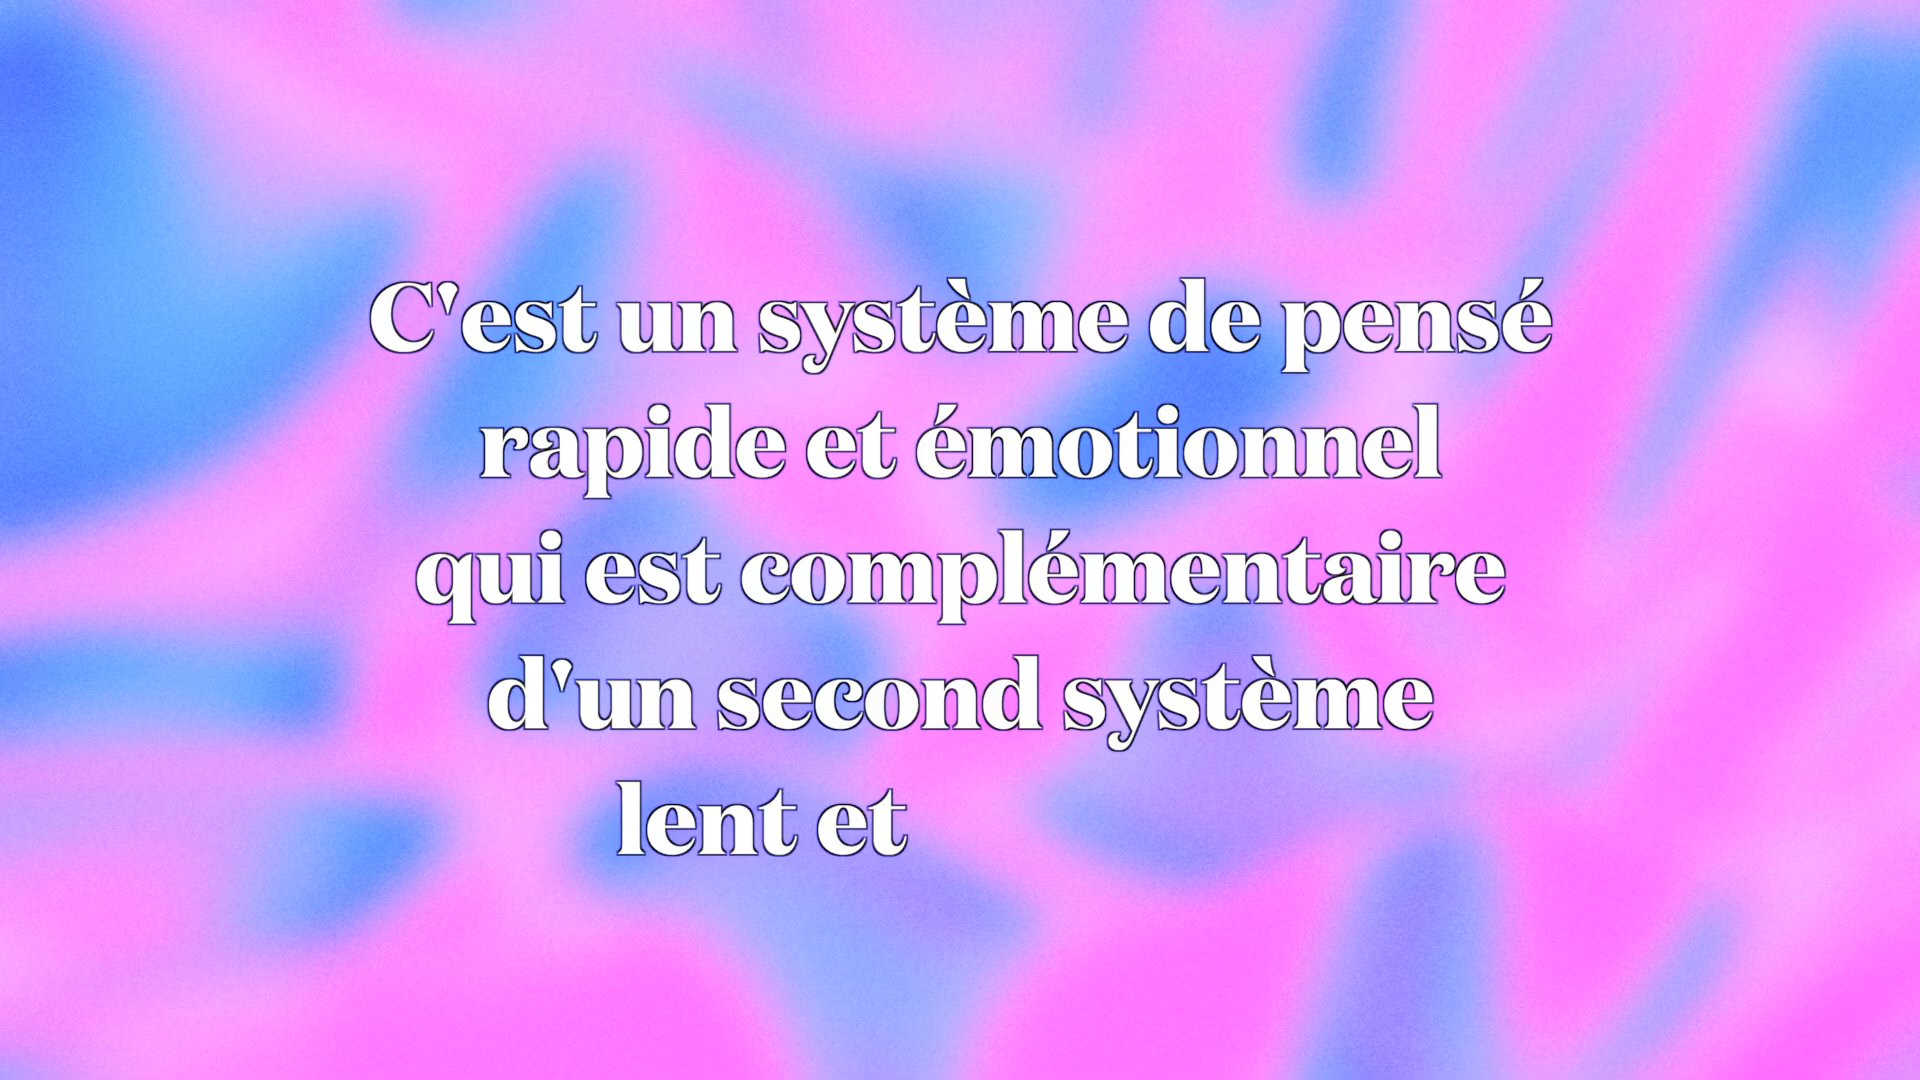 C'est un système de pensé
rapide et émotionnel
qui est complémentaire
d'un second système
lent et